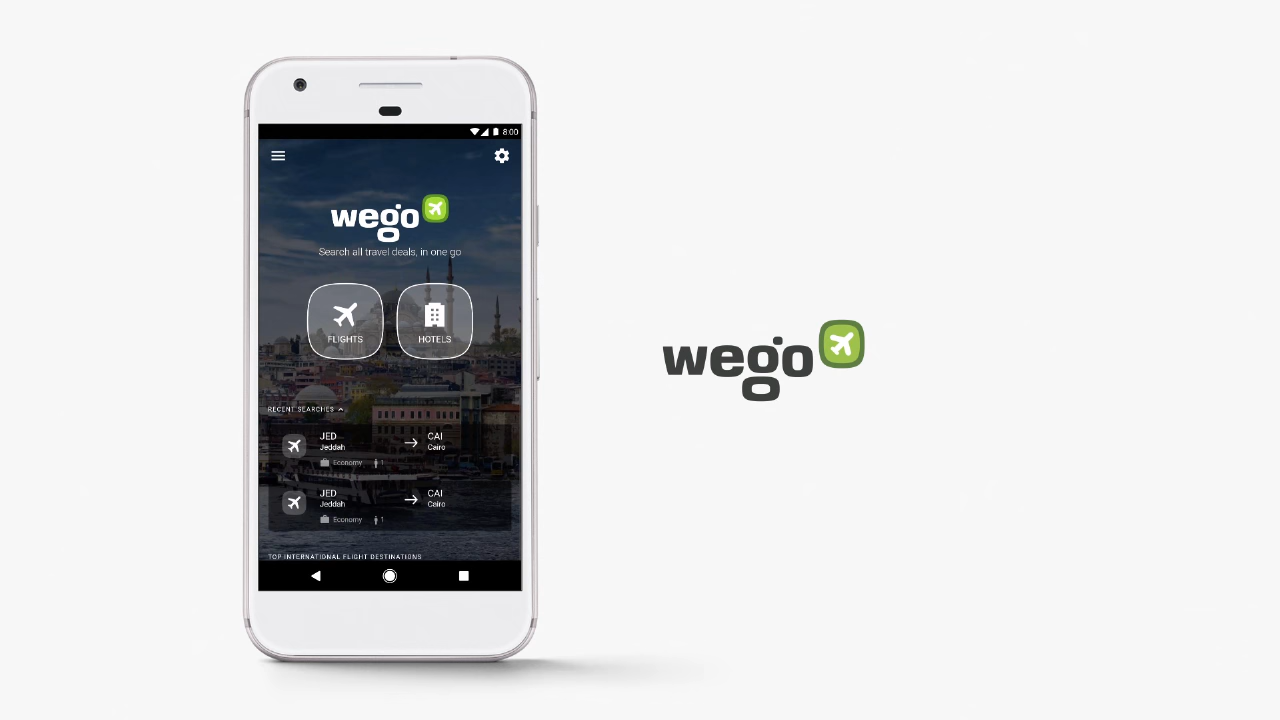 8:00
wego
Search all travel deals, in one go
FLIGHTS
HOTELS
RECENT SEARCHES
JED
Jeddah
CAI
Cairo
Economy
1
JED
Jeddah
CAI
Cairo
Economy
1
TOP INTERNATIONAL FLIGHT DESTINATIONS
wego